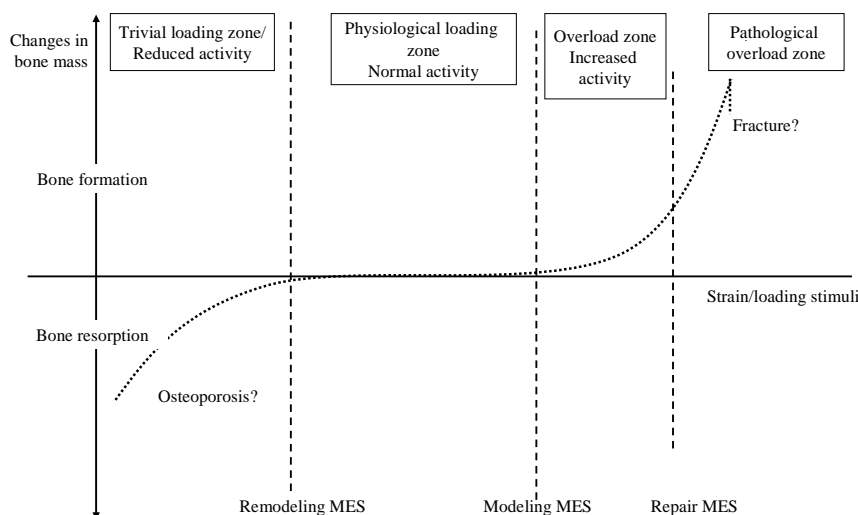 Changes in
bone mass
Trivial loading zone/
Reduced activity
Physiological loading
zone
Normal activity
Overload zone
Increased
activity
Pathological
overload zone
Fracture?
Bone formation
Strain/loading stimuli
Bone resorption
Osteoporosis?
Remodeling MES
Modeling MES
Repair MES